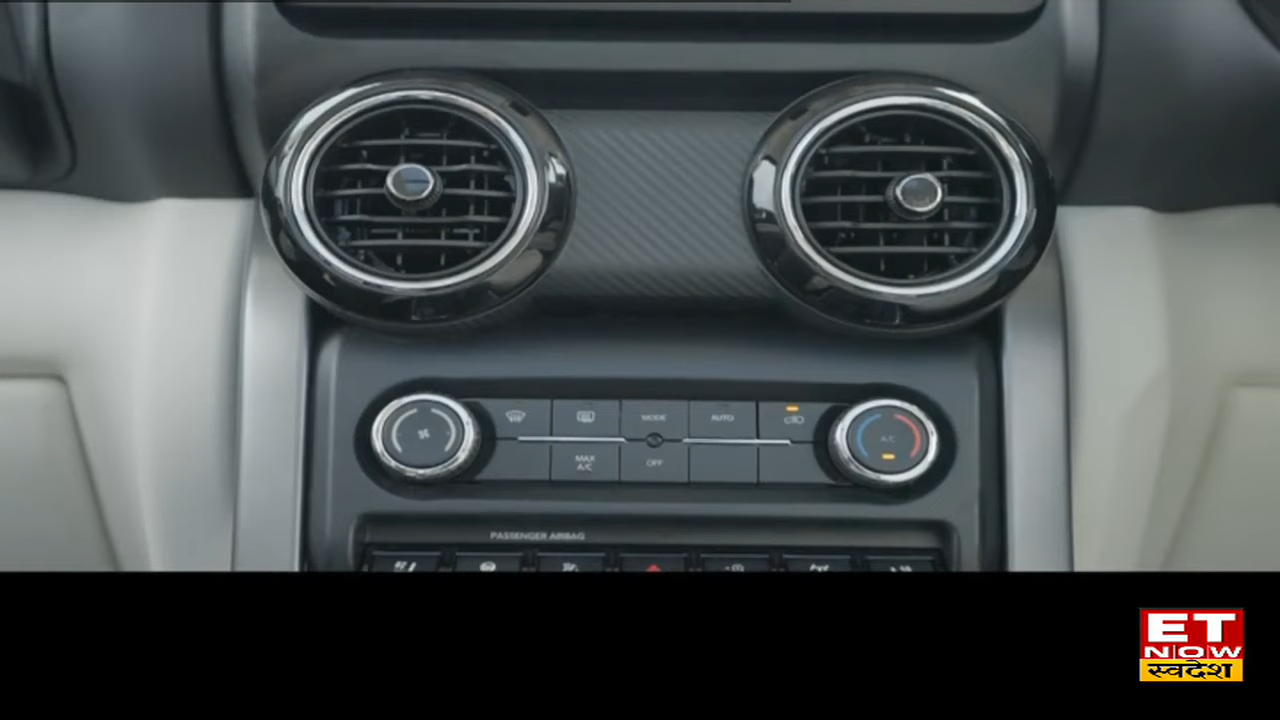 MODE
AUTO
MAX
A/C
OFF
A/C
PASSENGER AIRBAG
ET
NOW
स्वदेश